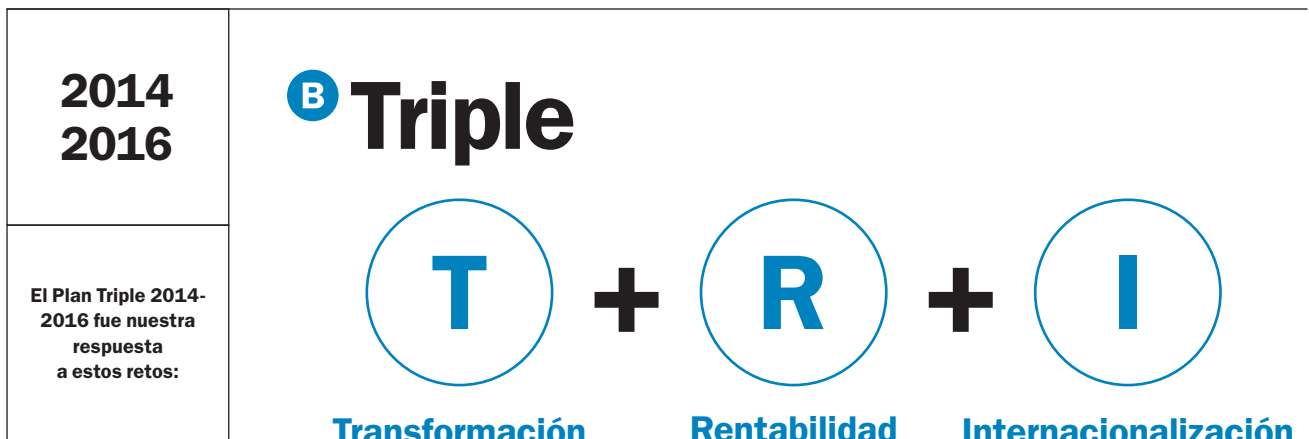 2014
2016
B Triple
T + R + I
El Plan Triple 2014-
2016 fue nuestra
respuesta
a estos retos:
Transformación Rentabilidad Internacionalización